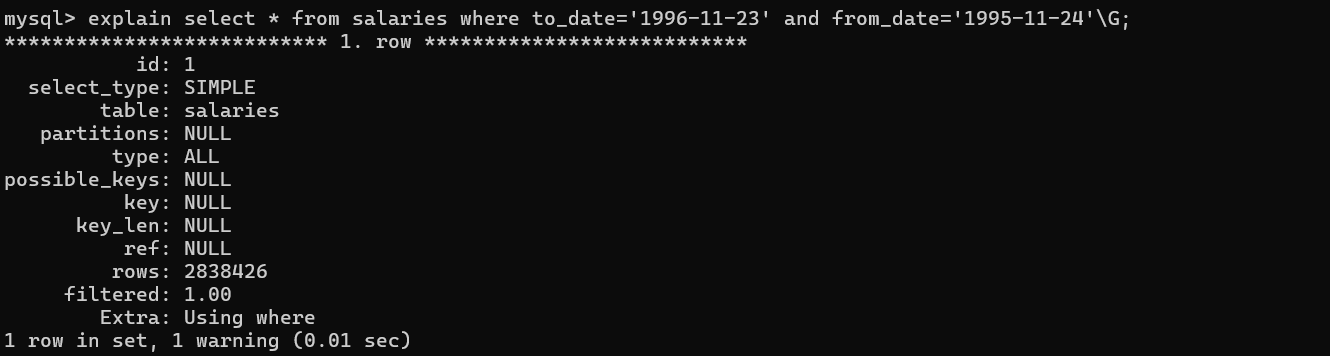 mysql> explain select * from salaries where to_date='1996-11-23' and from_date='1995-11-24'\G;
*************************** 1. row ***************************
           id: 1
  select_type: SIMPLE
        table: salaries
   partitions: NULL
         type: ALL
possible_keys: NULL
          key: NULL
      key_len: NULL
          ref: NULL
         rows: 2838426
     filtered: 1.00
        Extra: Using where
1 row in set, 1 warning (0.01 sec)